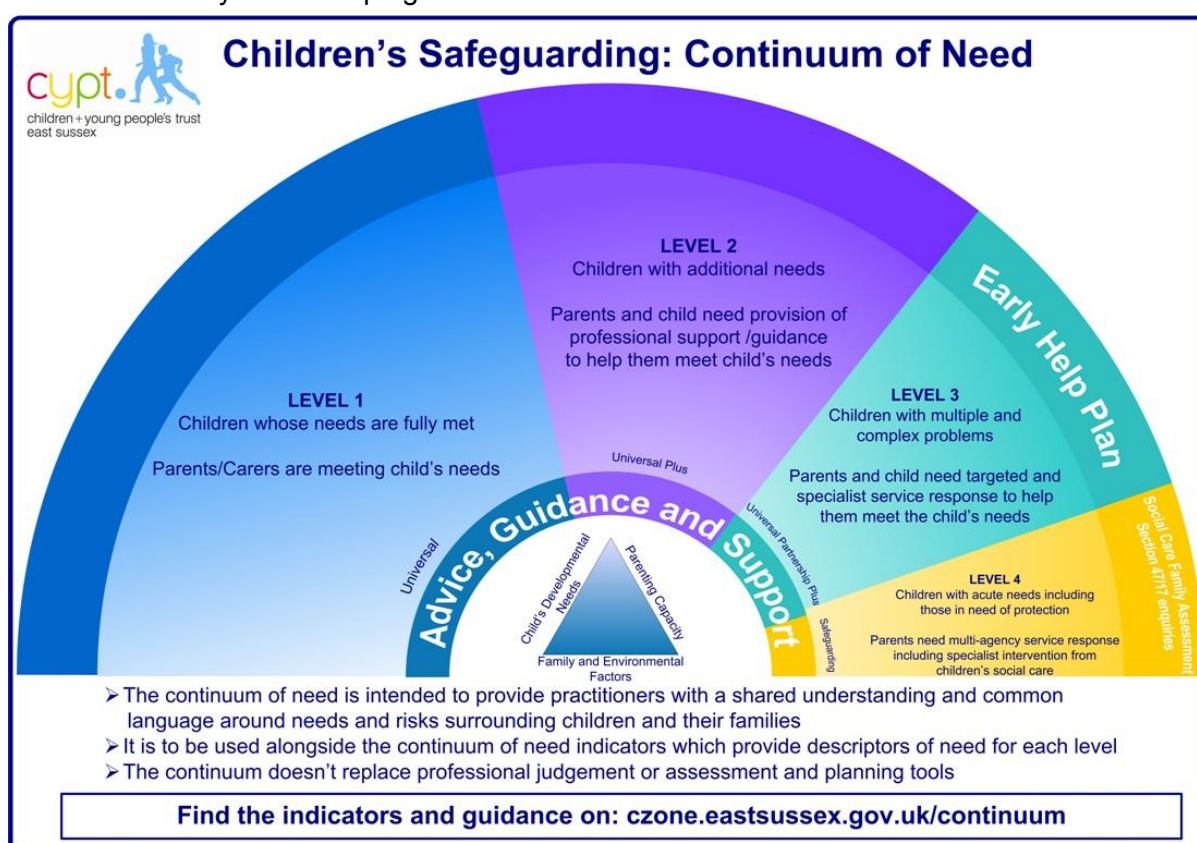 Children's Safeguarding: Continuum of Need
cypt.
children + young people's trust
east sussex
LEVEL 1
Children whose needs are fully met
Parents/Carers are meeting child's needs
LEVEL 2
Children with additional needs
Parents and child need provision of
professional support /guidance
to help them meet child's needs
LEVEL 3
Children with multiple and
complex problems
Parents and child need targeted and
specialist service response to help
them meet the child's needs
LEVEL 4
Children with acute needs including
those in need of protection
Parents need multi-agency service response
including specialist intervention from
children's social care
Early Help Plan
Social Care Family Assessment
Section 47/17 enquiries
Universal
Universal Plus
Universal Partnership Plus
Safeguarding
Advice, Guidance and Support
Child's Developmental
Needs
Parenting Capacity
Family and Environmental
Factors
➢ The continuum of need is intended to provide practitioners with a shared understanding and common
language around needs and risks surrounding children and their families
➢ It is to be used alongside the continuum of need indicators which provide descriptors of need for each level
➢ The continuum doesn't replace professional judgement or assessment and planning tools
Find the indicators and guidance on: czone.eastsussex.gov.uk/continuum